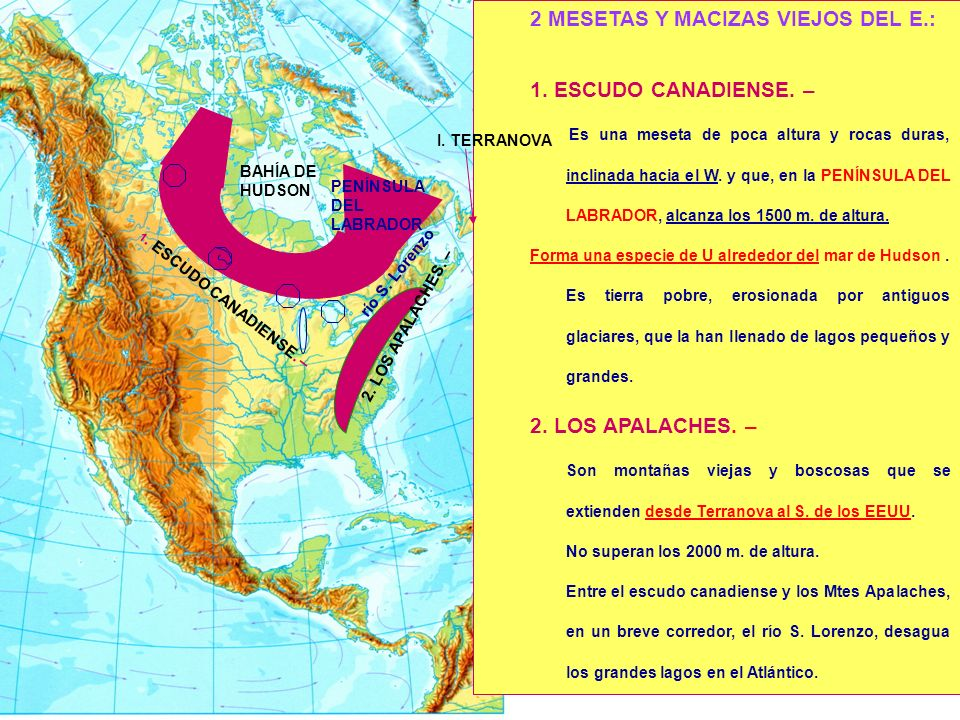 2 MESETAS Y MACIZAS VIEJOS DEL E.:
1. ESCUDO CANADIENSE. –
Es una meseta de poca altura y rocas duras,
inclinada hacia el W. y que, en la PENÍNSULA DEL
LABRADOR, alcanza los 1500 m. de altura.
Forma una especie de U alrededor del mar de Hudson .
Es tierra pobre, erosionada por antiguos
glaciares, que la han llenado de lagos pequeños y
grandes.
2. LOS APALACHES. –
Son montañas viejas y boscosas que se
extienden desde Terranova al S. de los EEUU.
No superan los 2000 m. de altura.
Entre el escudo canadiense y los Mtes Apalaches,
en un breve corredor, el río S. Lorenzo, desagua
los grandes lagos en el Atlántico.
I. TERRANOVA
BAHÍA DE
HUDSON
PENÍNSULA
DEL
LABRADOR
1. ESCUDO CANADIENSE. –
río S. Lorenzo
2. LOS APALACHES. –